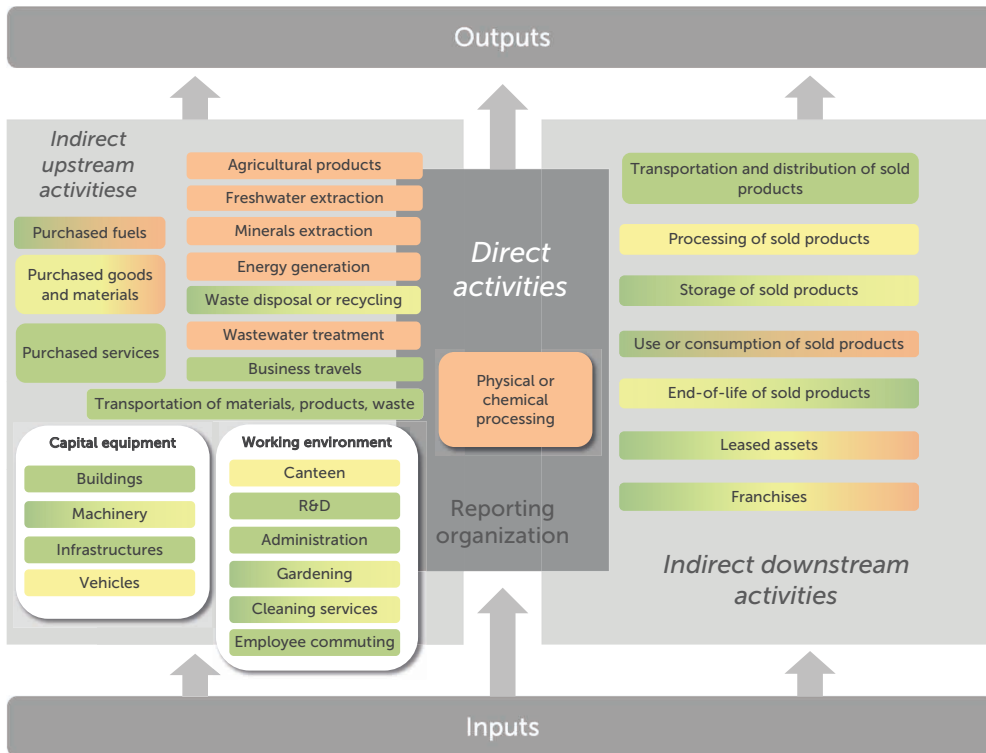 Outputs
Indirect
upstream
activitiese
Purchased fuels
Purchased goods
and materials
Purchased services
Agricultural products
Freshwater extraction
Minerals extraction
Energy generation
Waste disposal or recycling
Wastewater treatment
Business travels
Transportation of materials, products, waste
Capital equipment
Buildings
Machinery
Infrastructures
Vehicles
Working environment
Canteen
R&D
Administration
Gardening
Cleaning services
Employee commuting
Direct
activities
Physical or
chemical
processing
Reporting
organization
Transportation and distribution of sold
products
Processing of sold products
Storage of sold products
Use or consumption of sold products
End-of-life of sold products
Leased assets
Franchises
Indirect downstream
activities
Inputs